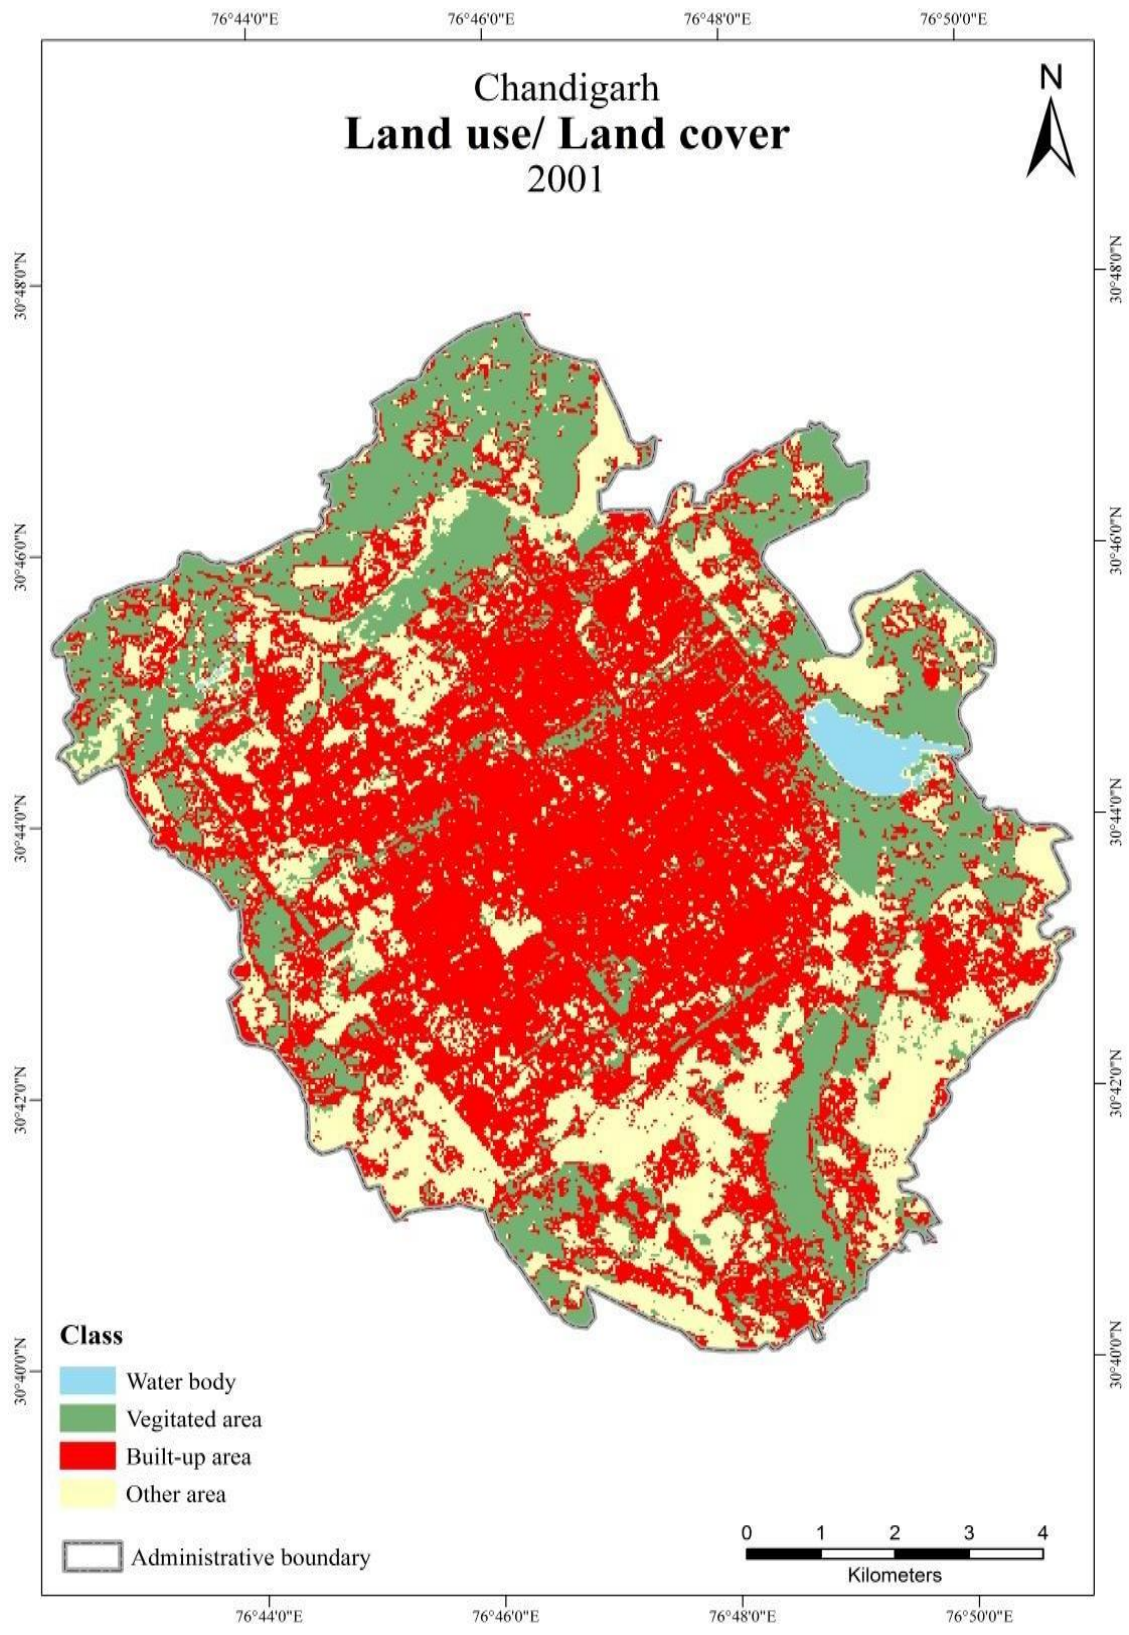 76°44'0"E 76°46'0"E 76°48'0"E 76°50'0"E
Chandigarh
Land use/ Land cover
2001
N
30°48'0"N
30°48'0"N
30°46'0"N
30°46'0"N
30°44'0"N
30°44'0"N
30°42'0"N
30°42'0"N
30°40'0"N
30°40'0"N
Class
Water body
Vegitated area
Built-up area
Other area
Administrative boundary
0 1 2 3 4
Kilometers
76°44'0"E 76°46'0"E 76°48'0"E 76°50'0"E